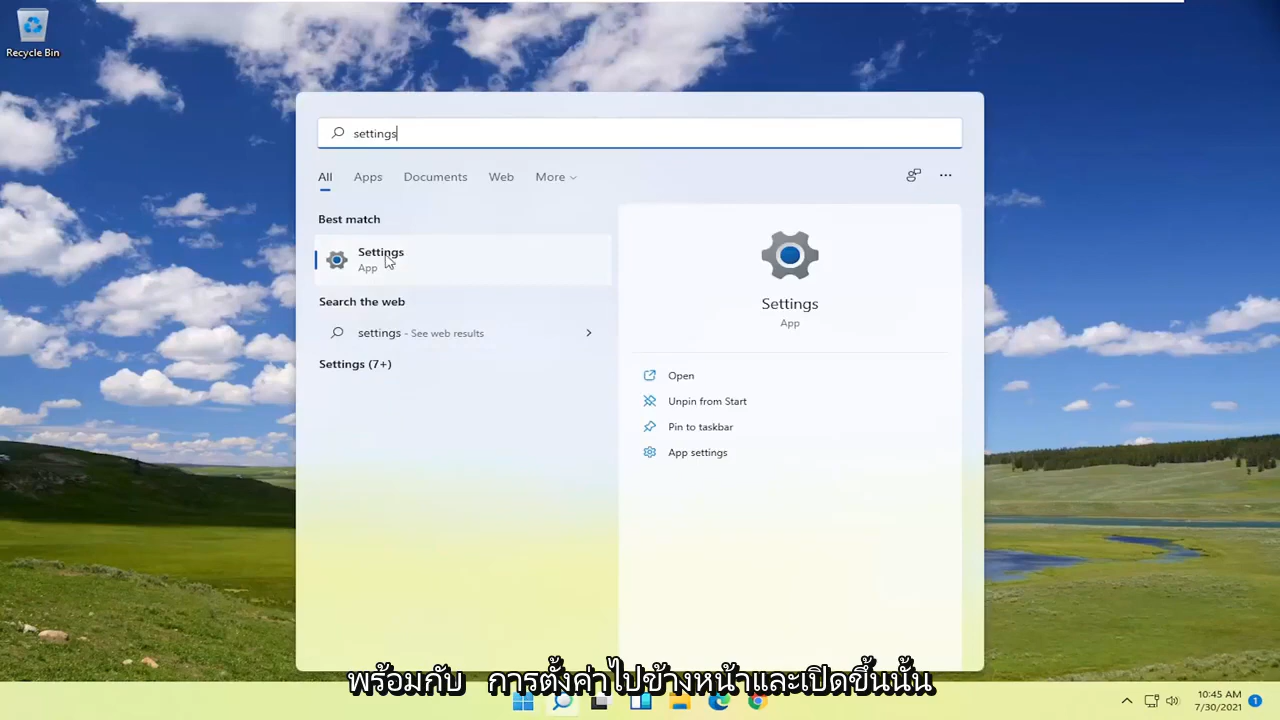 Recycle Bin
settings
All Apps Documents Web More
Best match
Settings
App
Search the web
settings - See web results
Settings (7+)
Settings
App
Open
Unpin from Start
Pin to taskbar
App settings
พร้อมกับ การตั้งค่าไปข้างหน้าและเปิดขึ้นนั้น
10:45 AM
7/30/2021
1